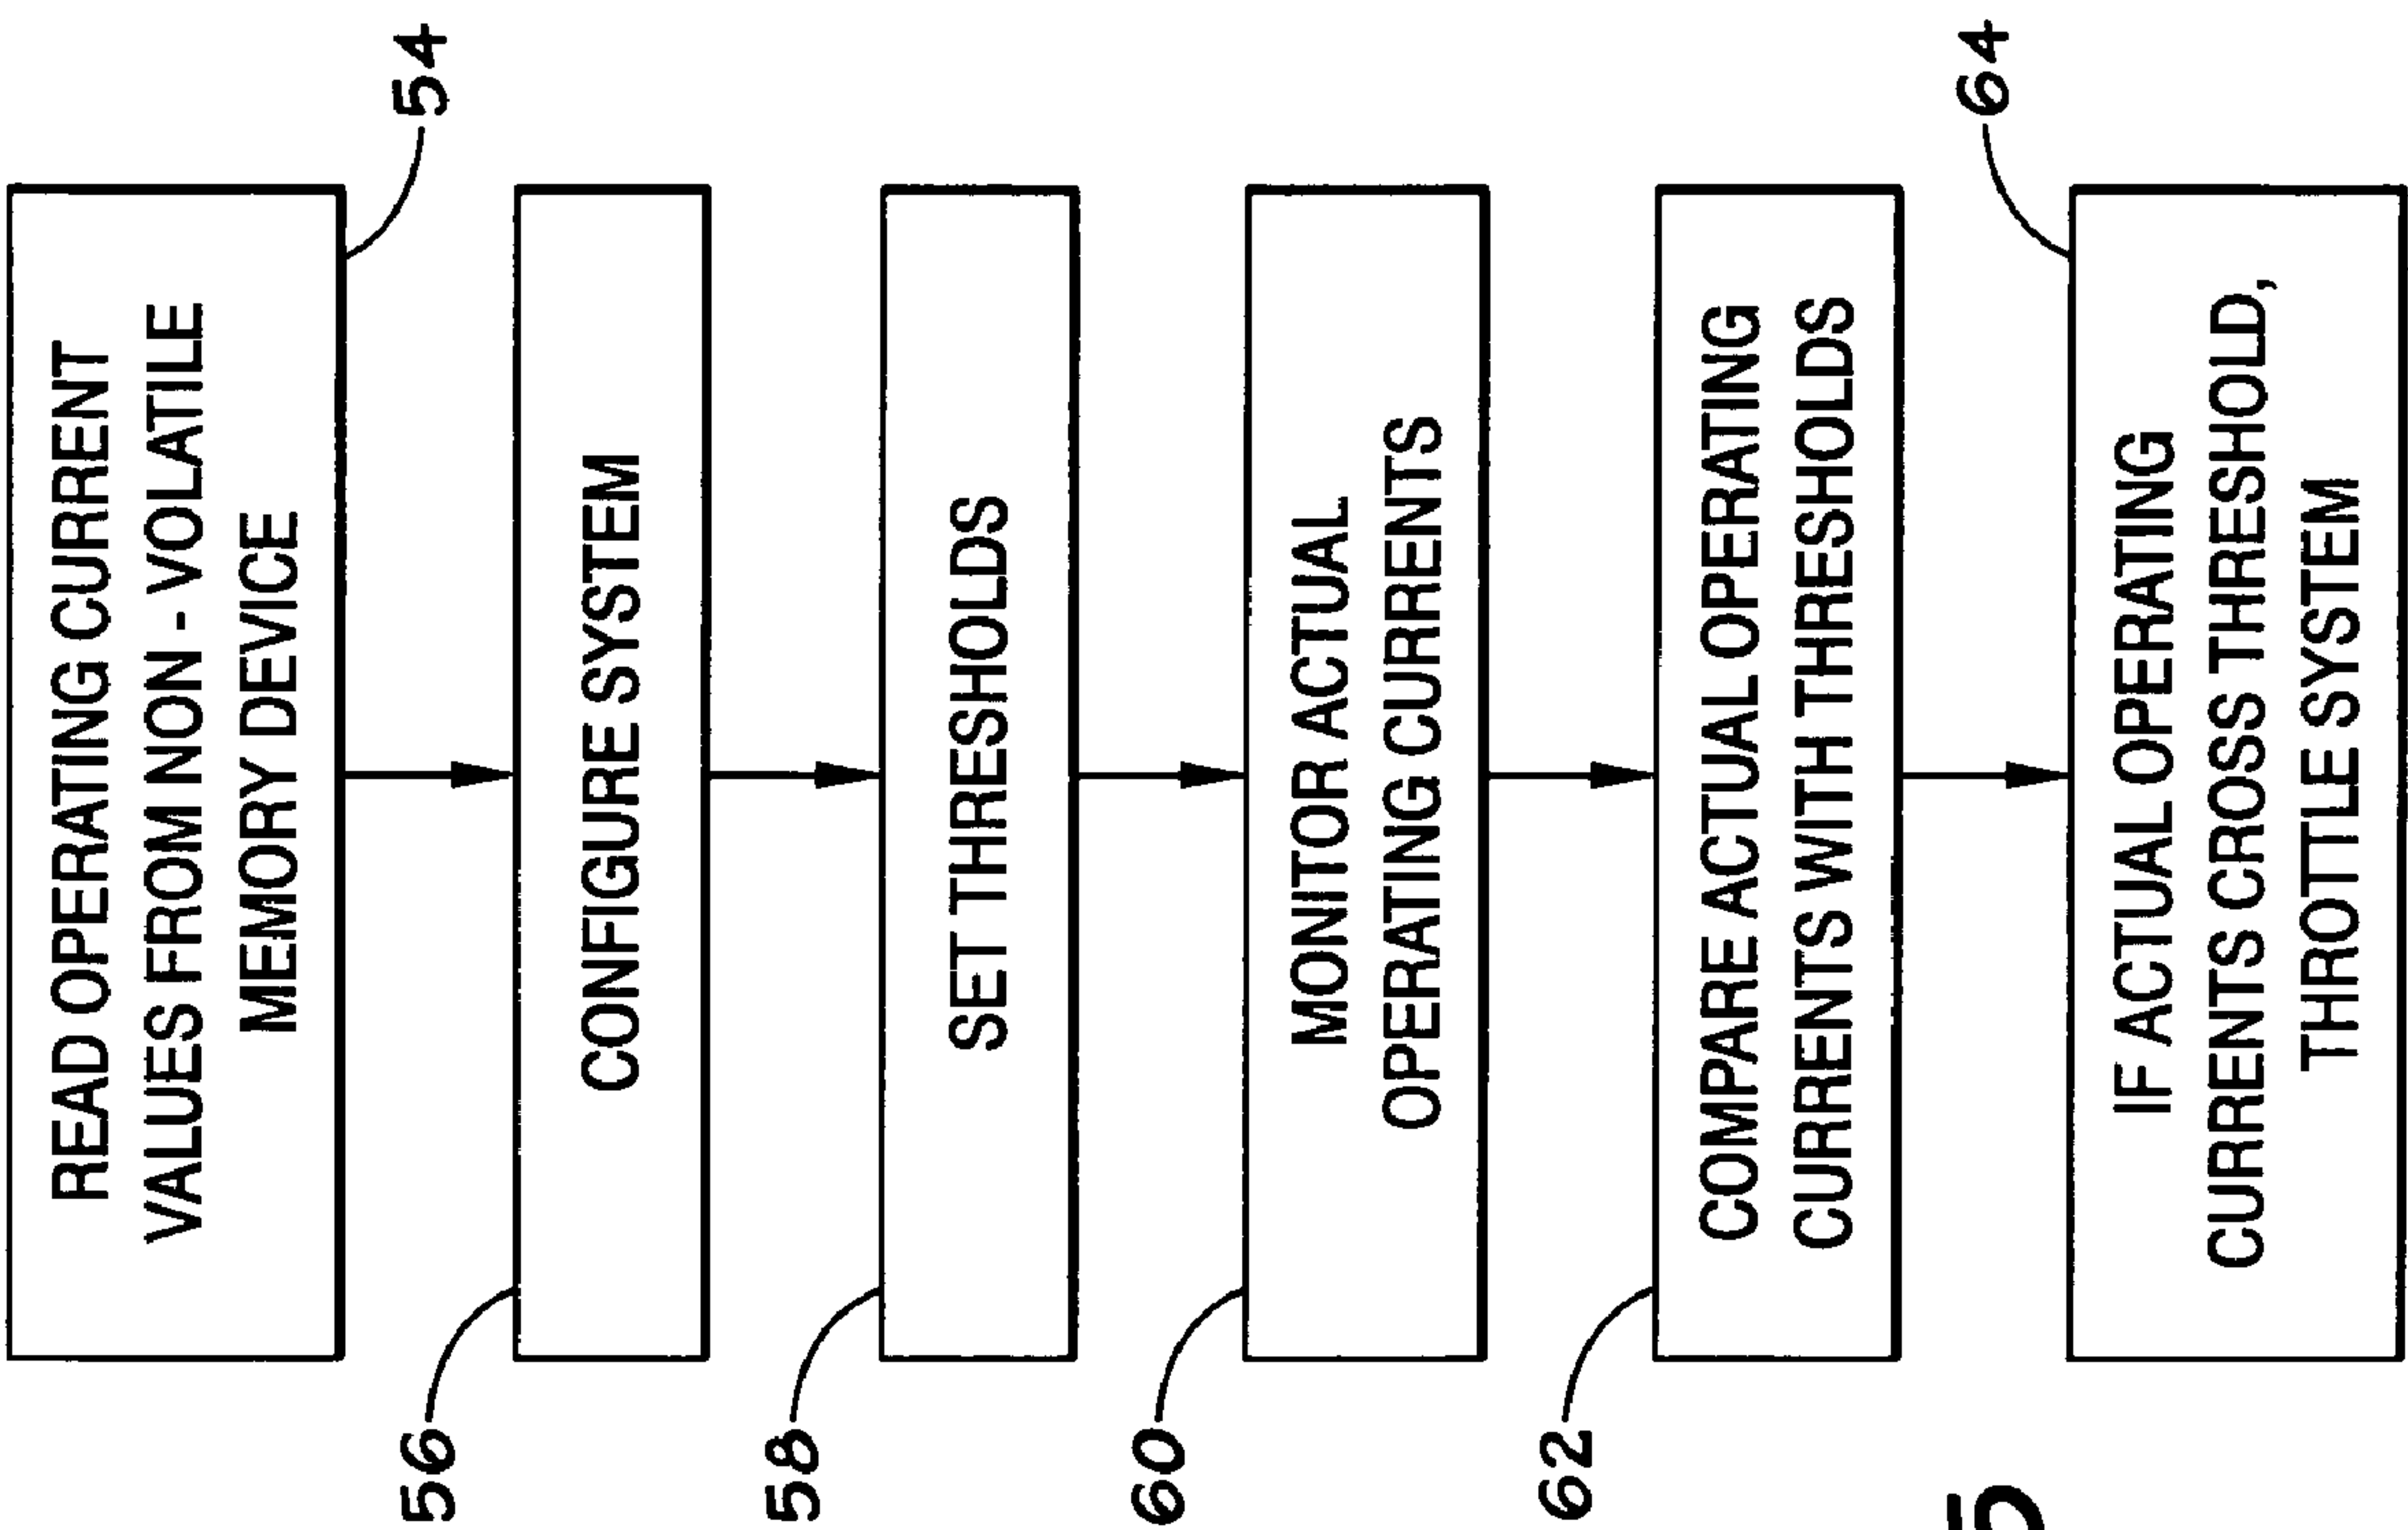 READ OPERATING CURRENT
VALUES FROM NON - VOLATILE
MEMORY DEVICE
54
CONFIGURE SYSTEM
56
SET THRESHOLDS
58
MONITOR ACTUAL
OPERATING CURRENTS
60
COMPARE ACTUAL OPERATING
CURRENTS WITH THRESHOLDS
62
IF ACTUAL OPERATING
CURRENTS CROSS THRESHOLD,
THROTTLE SYSTEM
64